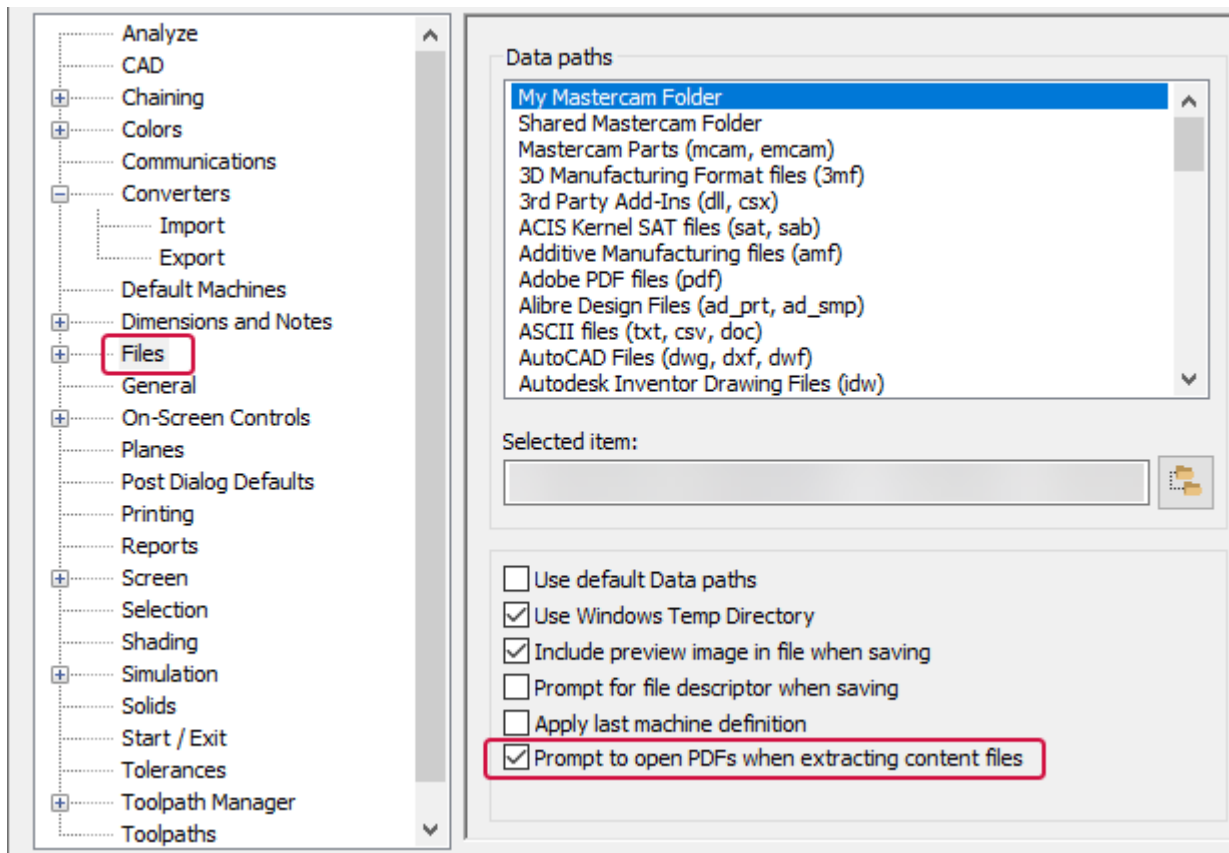 Analyze
CAD
Chaining
Colors
Communications
Converters
Import
Export
Default Machines
Dimensions and Notes
Files
General
On-Screen Controls
Planes
Post Dialog Defaults
Printing
Reports
Screen
Selection
Shading
Simulation
Solids
Start / Exit
Tolerances
Toolpath Manager
Toolpaths
Data paths
My Mastercam Folder
Shared Mastercam Folder
Mastercam Parts (mcam, emcam)
3D Manufacturing Format files (3mf)
3rd Party Add-Ins (dll, csx)
ACIS Kernel SAT files (sat, sab)
Additive Manufacturing files (amf)
Adobe PDF files (pdf)
Alibre Design Files (ad_prt, ad_smp)
ASCII files (txt, csv, doc)
AutoCAD Files (dwg, dxf, dwf)
Autodesk Inventor Drawing Files (idw)
Selected item:
Use default Data paths
Use Windows Temp Directory
Include preview image in file when saving
Prompt for file descriptor when saving
Apply last machine definition
Prompt to open PDFs when extracting content files